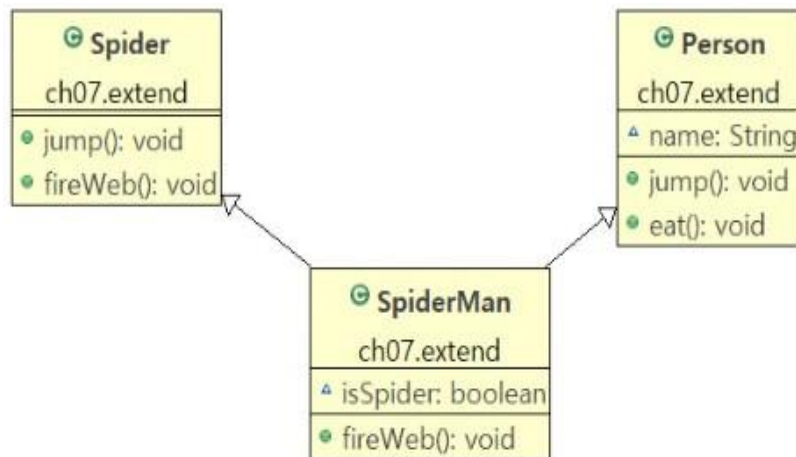 Spider
ch07.extend
jump(): void
fireWeb(): void
Person
ch07.extend
name: String
jump(): void
eat(): void
SpiderMan
ch07.extend
isSpider: boolean
fireWeb(): void